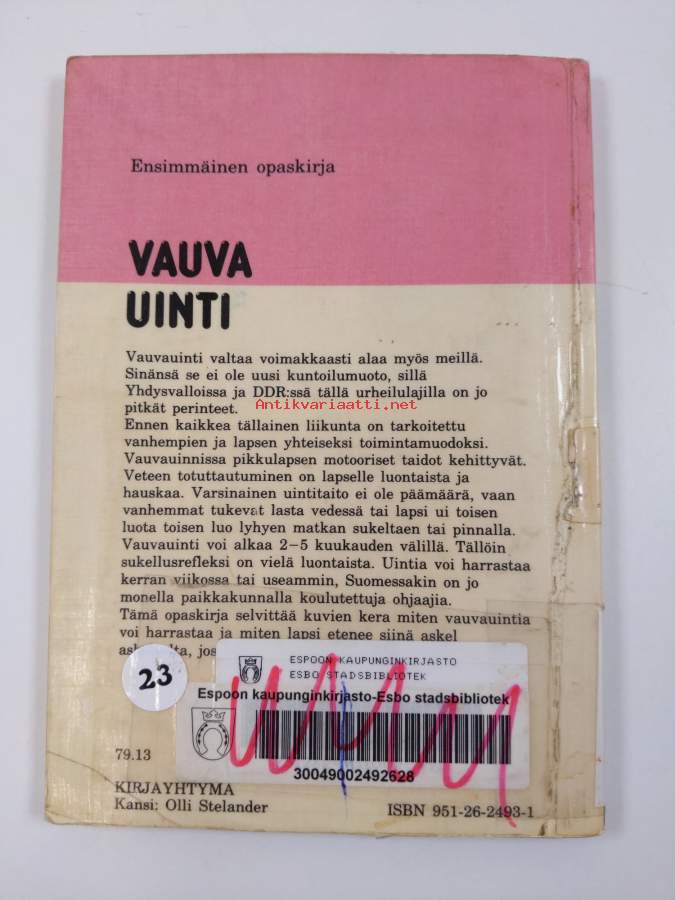 Ensimmäinen opaskirja
VAUVA
UINTI
Vauvauinti valtaa voimakkaasti alaa myös meillä.
Sinänsä se ei ole uusi kuntoilumuoto, sillä
Yhdysvalloissa ja DDR:ssä tällä urheilulajilla on jo
pitkät perinteet.
Antikvariaatti.net
Ennen kaikkea tällainen liikunta on tarkoitettu
vanhempien ja lapsen yhteiseksi toimintamuodoksi.
Vauvauinnissa pikkulapsen motooriset taidot kehittyvät.
Veteen totuttautuminen on lapselle luontaista ja
hauskaa. Varsinainen uintitaito ei ole päämäärä, vaan
vanhemmat tukevat lasta vedessä tai lapsi ui toisen
luota toisen luo lyhyen matkan sukeltaen tai pinnalla.
Vauvauinti voi alkaa 2–5 kuukauden välillä. Tällöin
sukellusrefleksi on vielä luontaista. Uintia voi harrastaa
kerran viikossa tai useammin, Suomessakin on jo
monella paikkakunnalla koulutettuja ohjaajia.
Tämä opaskirja selvittää kuvien kera miten vauvauintia
voi harrastaa ja miten lapsi etenee siinä askel
23
ESPOON KAUPUNGINKIRJASTO
ESBO STADSBIBLIOTEK
Espoon kaupunginkirjasto-Esbo stadsbibliotek
30049002492628
79.13
KIRJAYHTYMA
Kansi: Olli Stelander
ISBN 951-26-2493-1